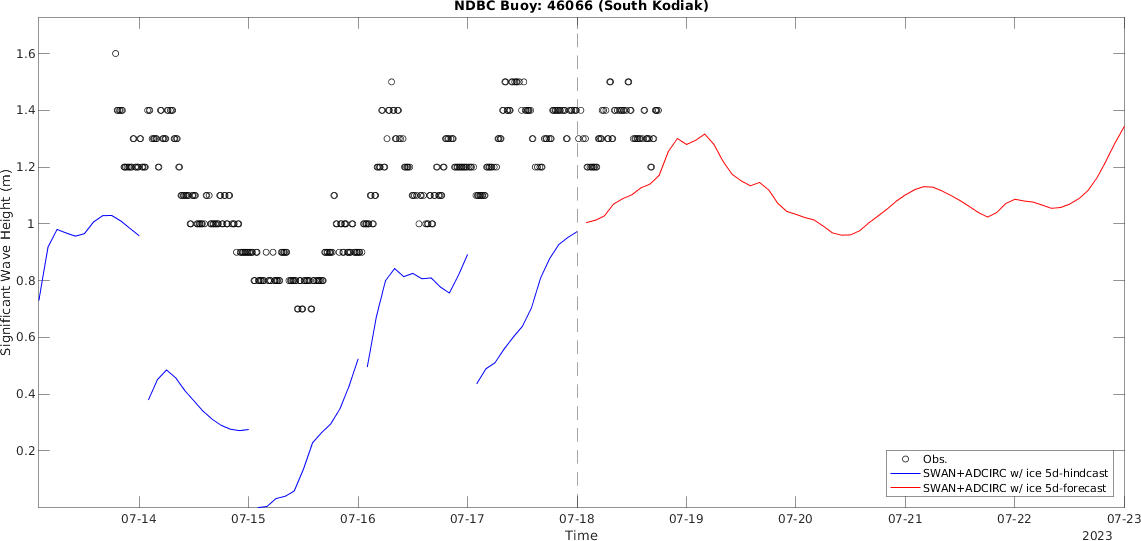 NDBC Buoy: 46066 (South Kodiak)
Significant Wave Height (m)
1.6
1.4
1.2
1
0.8
0.6
0.4
0.2
Obs.
SWAN+ADCIRC w/ ice 5d-hindcast
SWAN+ADCIRC w/ ice 5d-forecast
07-14 07-15 07-16 07-17 07-18 07-19 07-20 07-21 07-22 07-23
Time
2023